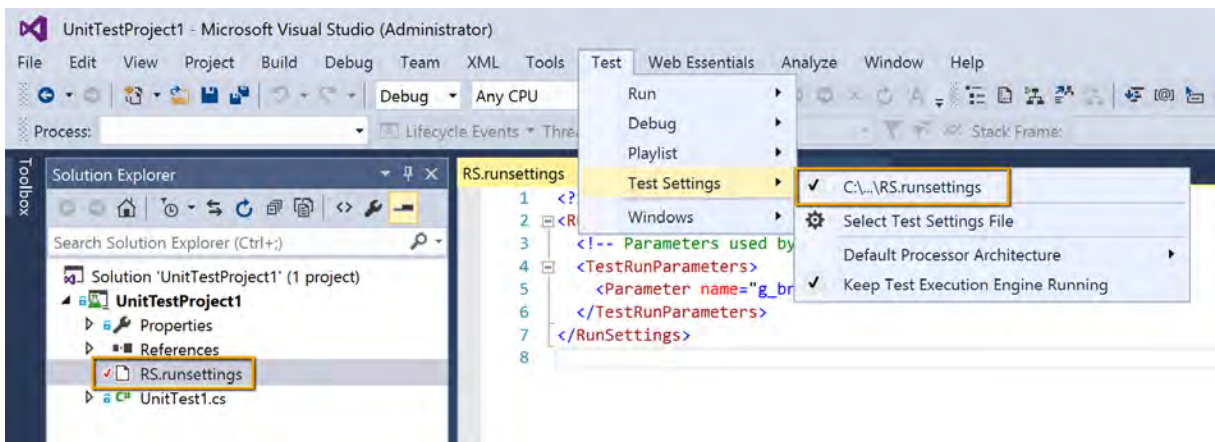 UnitTestProject1 - Microsoft Visual Studio (Administrator)
File Edit View Project Build Debug Team XML Tools Test Web Essentials Analyze Window Help
Debug Any CPU
Process: Lifecycle Events Stack Frame:
Run
Debug
Playlist
Test Settings
Windows
C:\...\RS.runsettings
Select Test Settings File
Default Processor Architecture
Keep Test Execution Engine Running
Toolbox
Solution Explorer
Search Solution Explorer (Ctrl+;)
Solution 'UnitTestProject1' (1 project)
UnitTestProject1
Properties
References
RS.runsettings
C# UnitTest1.cs
RS.runsettings
1 <?
2 <R
3 <!-- Parameters used by
4 <TestRunParameters>
5 <Parameter name="g_br
6 </TestRunParameters>
7 </RunSettings>
8